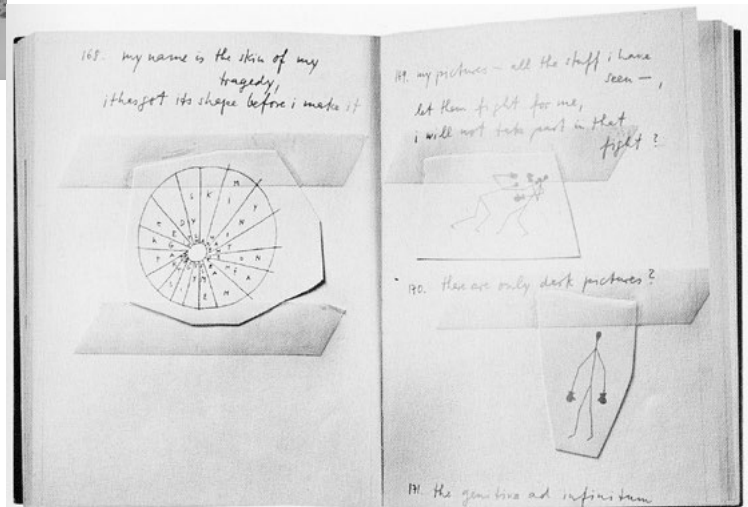 168. my name is the skin of my
tragedy,
it has got its shape before i make it
169. my pictures – all the stuff i have
seen –,
let them fight for me,
i will not take part in that
fight?
170. there are only dark pictures?
171. the genitive ad infinitum